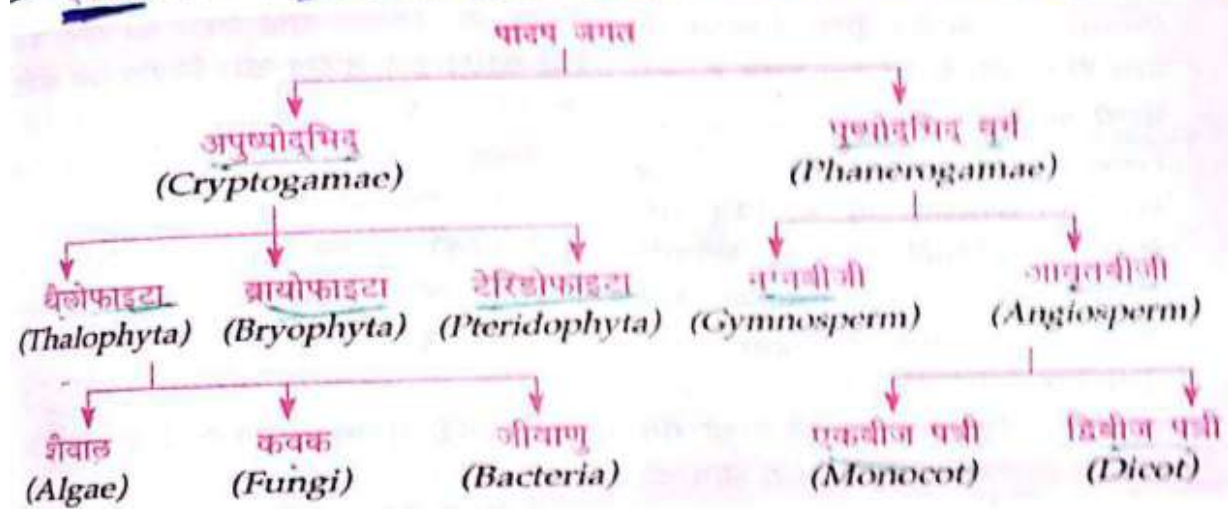 पादप जगत
अपुष्पोद्भिद् पुष्पोद्भिद् वर्ग
(Cryptogamae) (Phanerogamae)
थैलोफाइटा ब्रायोफाइटा टेरिडोफाइटा नग्नबीजी आवृतबीजी
(Thalophyta) (Bryophyta) (Pteridophyta) (Gymnosperm) (Angiosperm)
शैवाल कवक जीवाणु एकबीज पत्री द्विबीज पत्री
(Algae) (Fungi) (Bacteria) (Monocot) (Dicot)